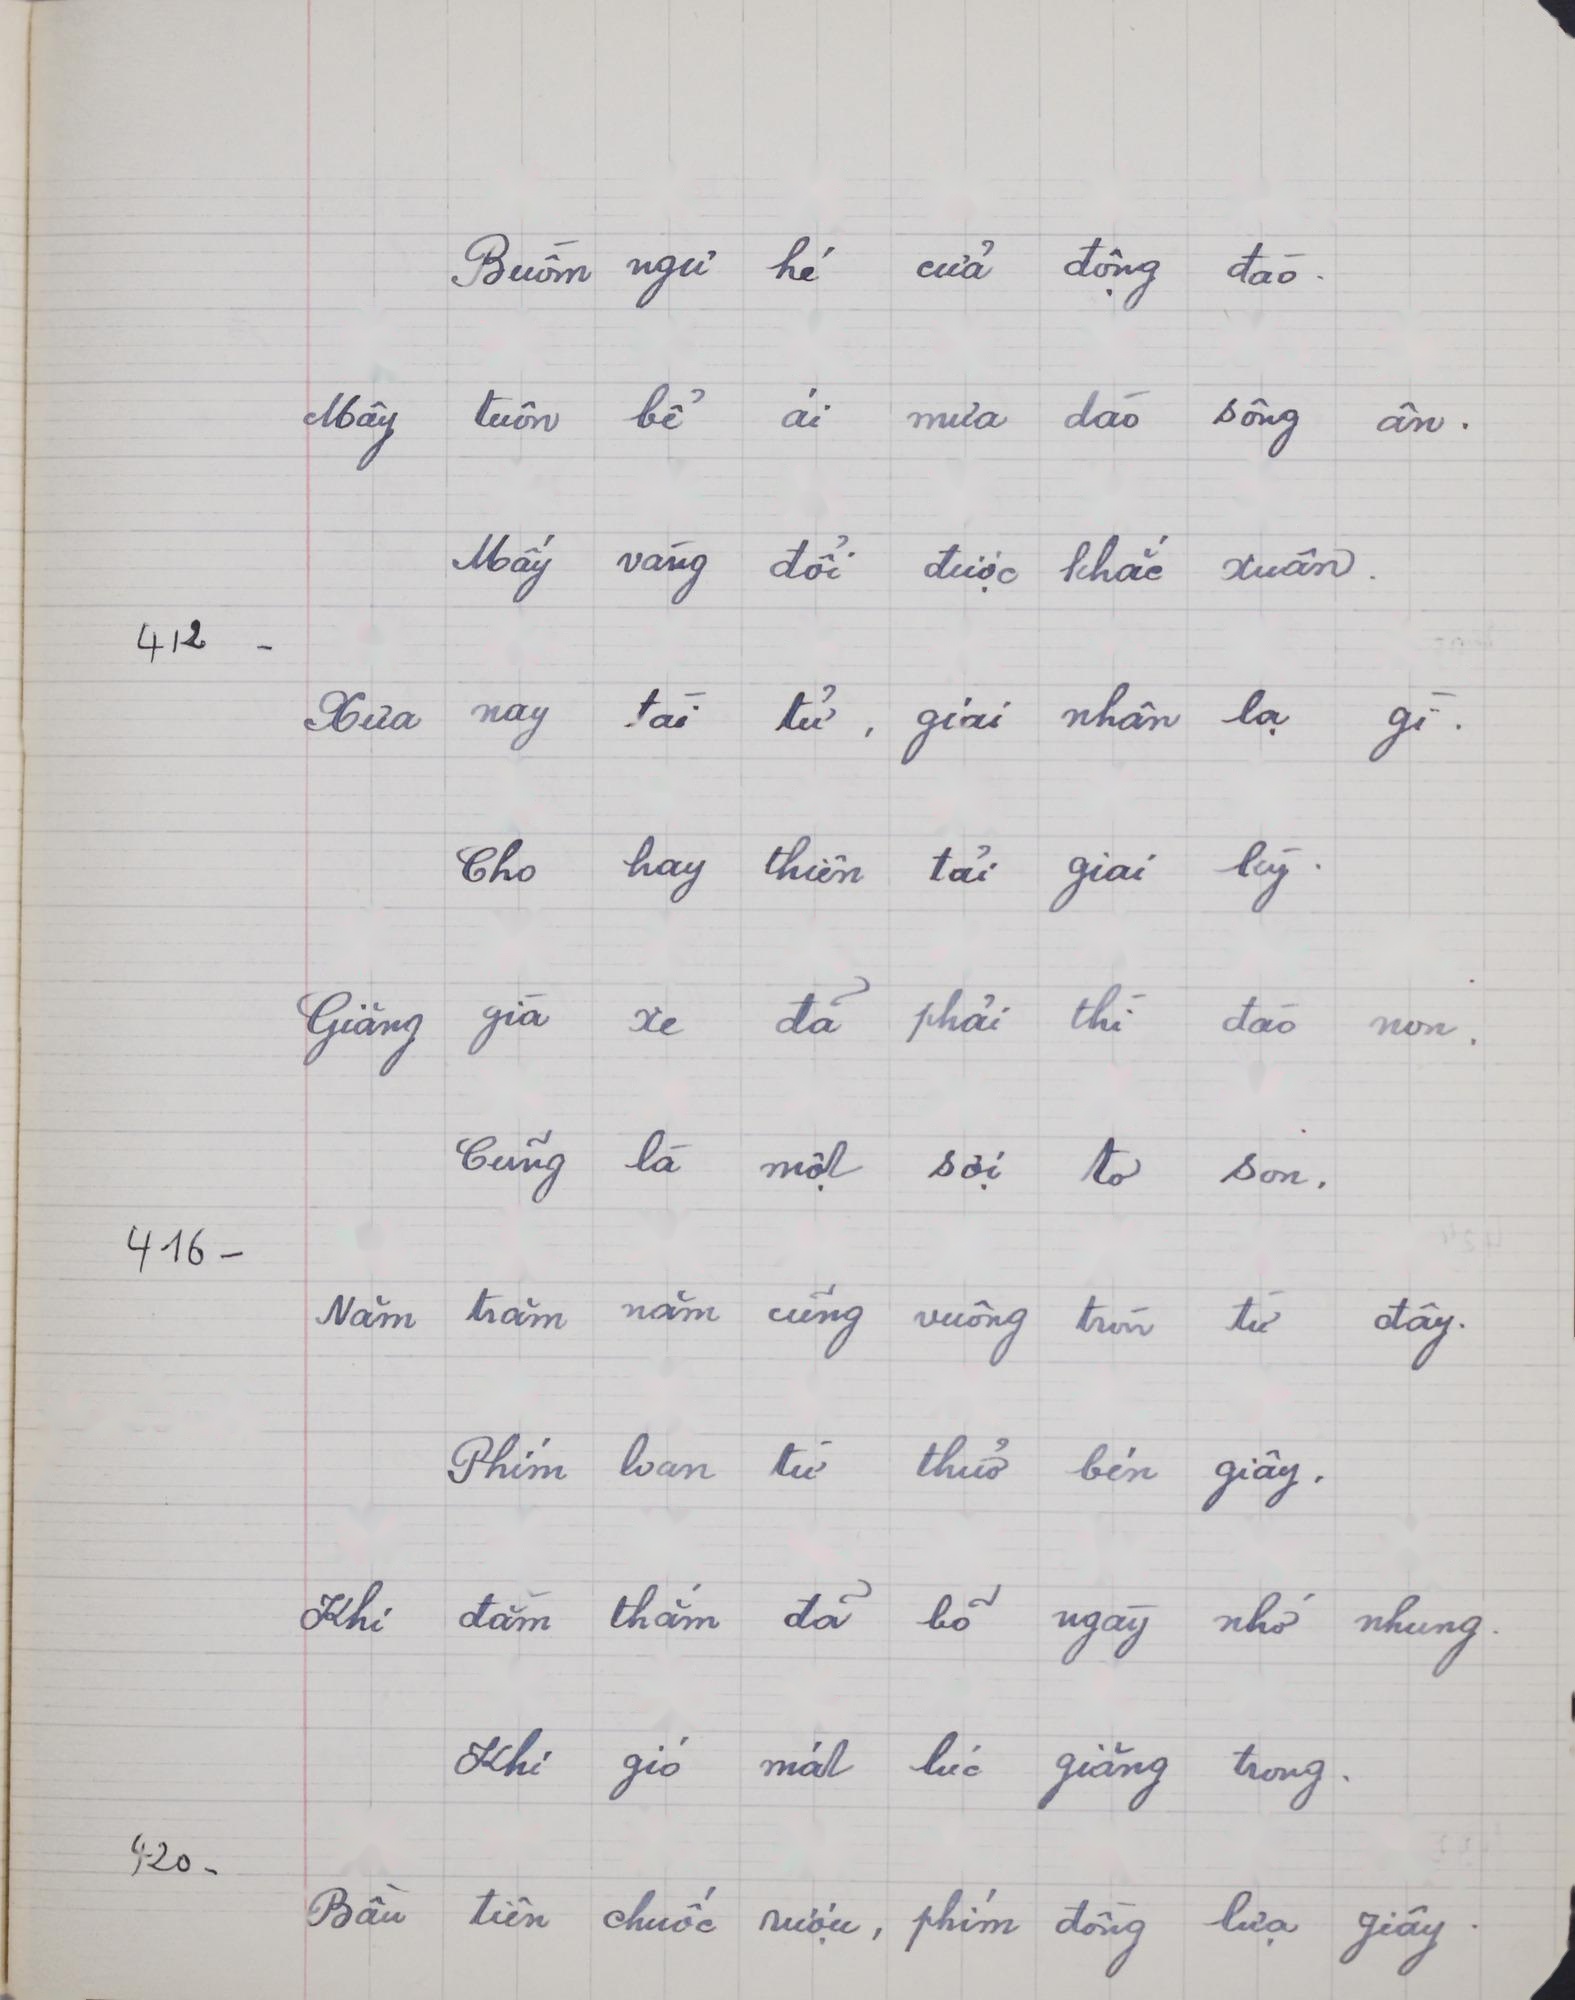 Buồm ngư hé cửa động đào.
Mây tuôn bể ái mưa dào sông ân.
Mấy vàng đổi được khắc xuân.
412 -
Xưa nay tài tử, giai nhân lạ gì.
Cho hay thiên tải giai kỳ.
Giăng già xe đã phải thì đào non.
Cũng là một sợi tơ son.
416 -
Năm trăm năm cũng vuông tròn từ đây.
Phím loan từ thuở bén giây.
Khi đằm thắm đã bõ ngày nhớ nhung.
Khi gió mát lúc giăng trong.
420 -
Bầu tiên chuốc rượu, phím đồng lựa giây.